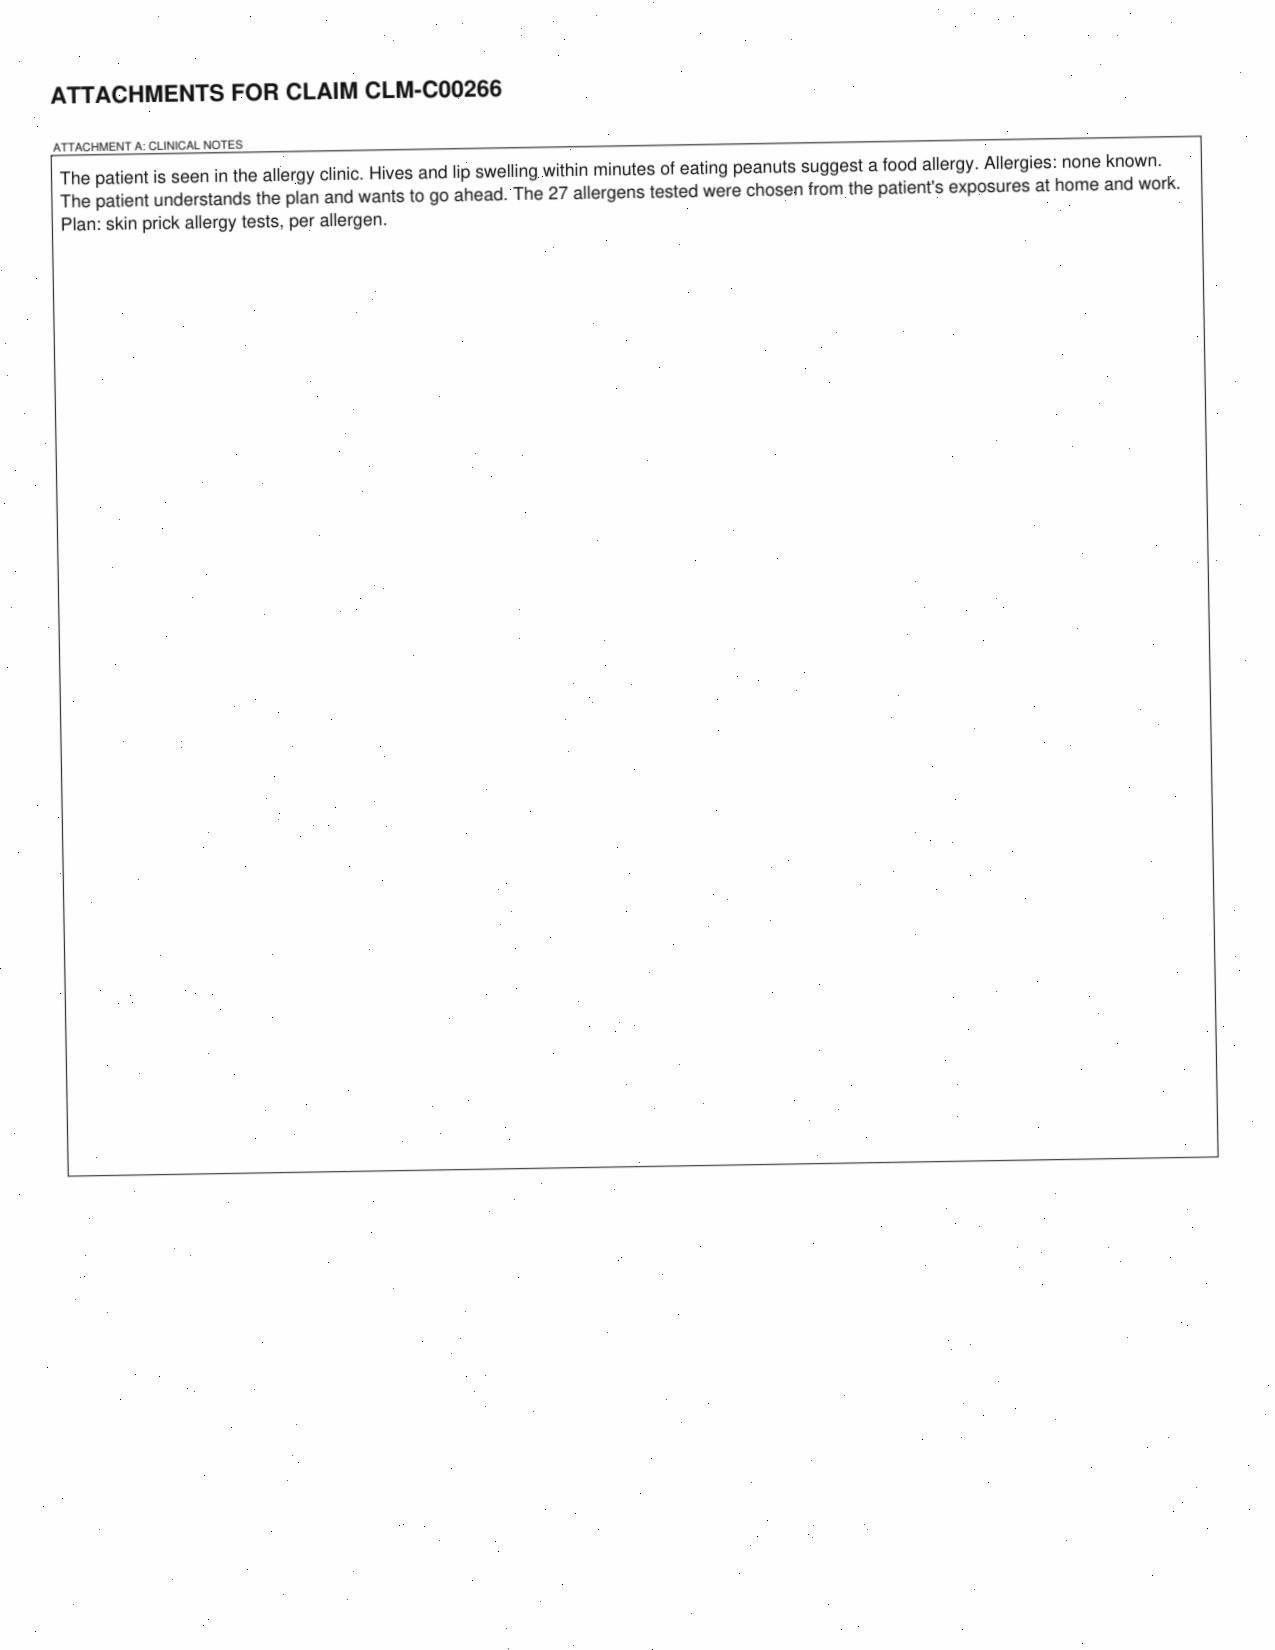 ATTACHMENTS FOR CLAIM CLM-C00266
ATTACHMENT A: CLINICAL NOTES
The patient is seen in the allergy clinic. Hives and lip swelling within minutes of eating peanuts suggest a food allergy. Allergies: none known.
The patient understands the plan and wants to go ahead. The 27 allergens tested were chosen from the patient's exposures at home and work.
Plan: skin prick allergy tests, per allergen.